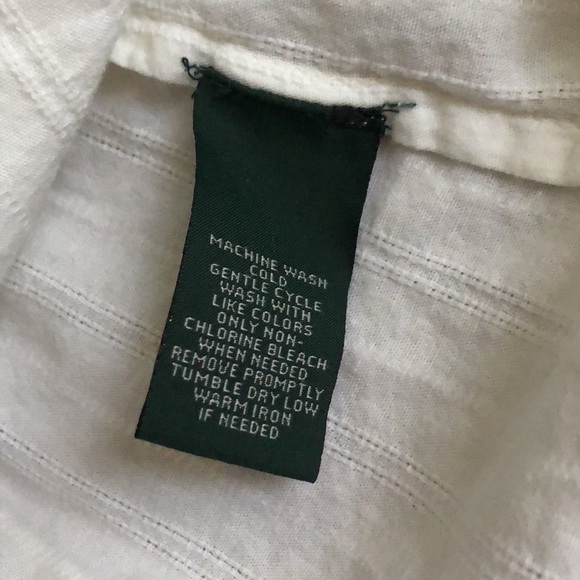 MACHINE WASH
COLD
GENTLE CYCLE
WASH WITH
LIKE COLORS
ONLY NON-
CHLORINE BLEACH
WHEN NEEDED
REMOVE PROMPTLY
TUMBLE DRY LOW
WARM IRON
IF NEEDED